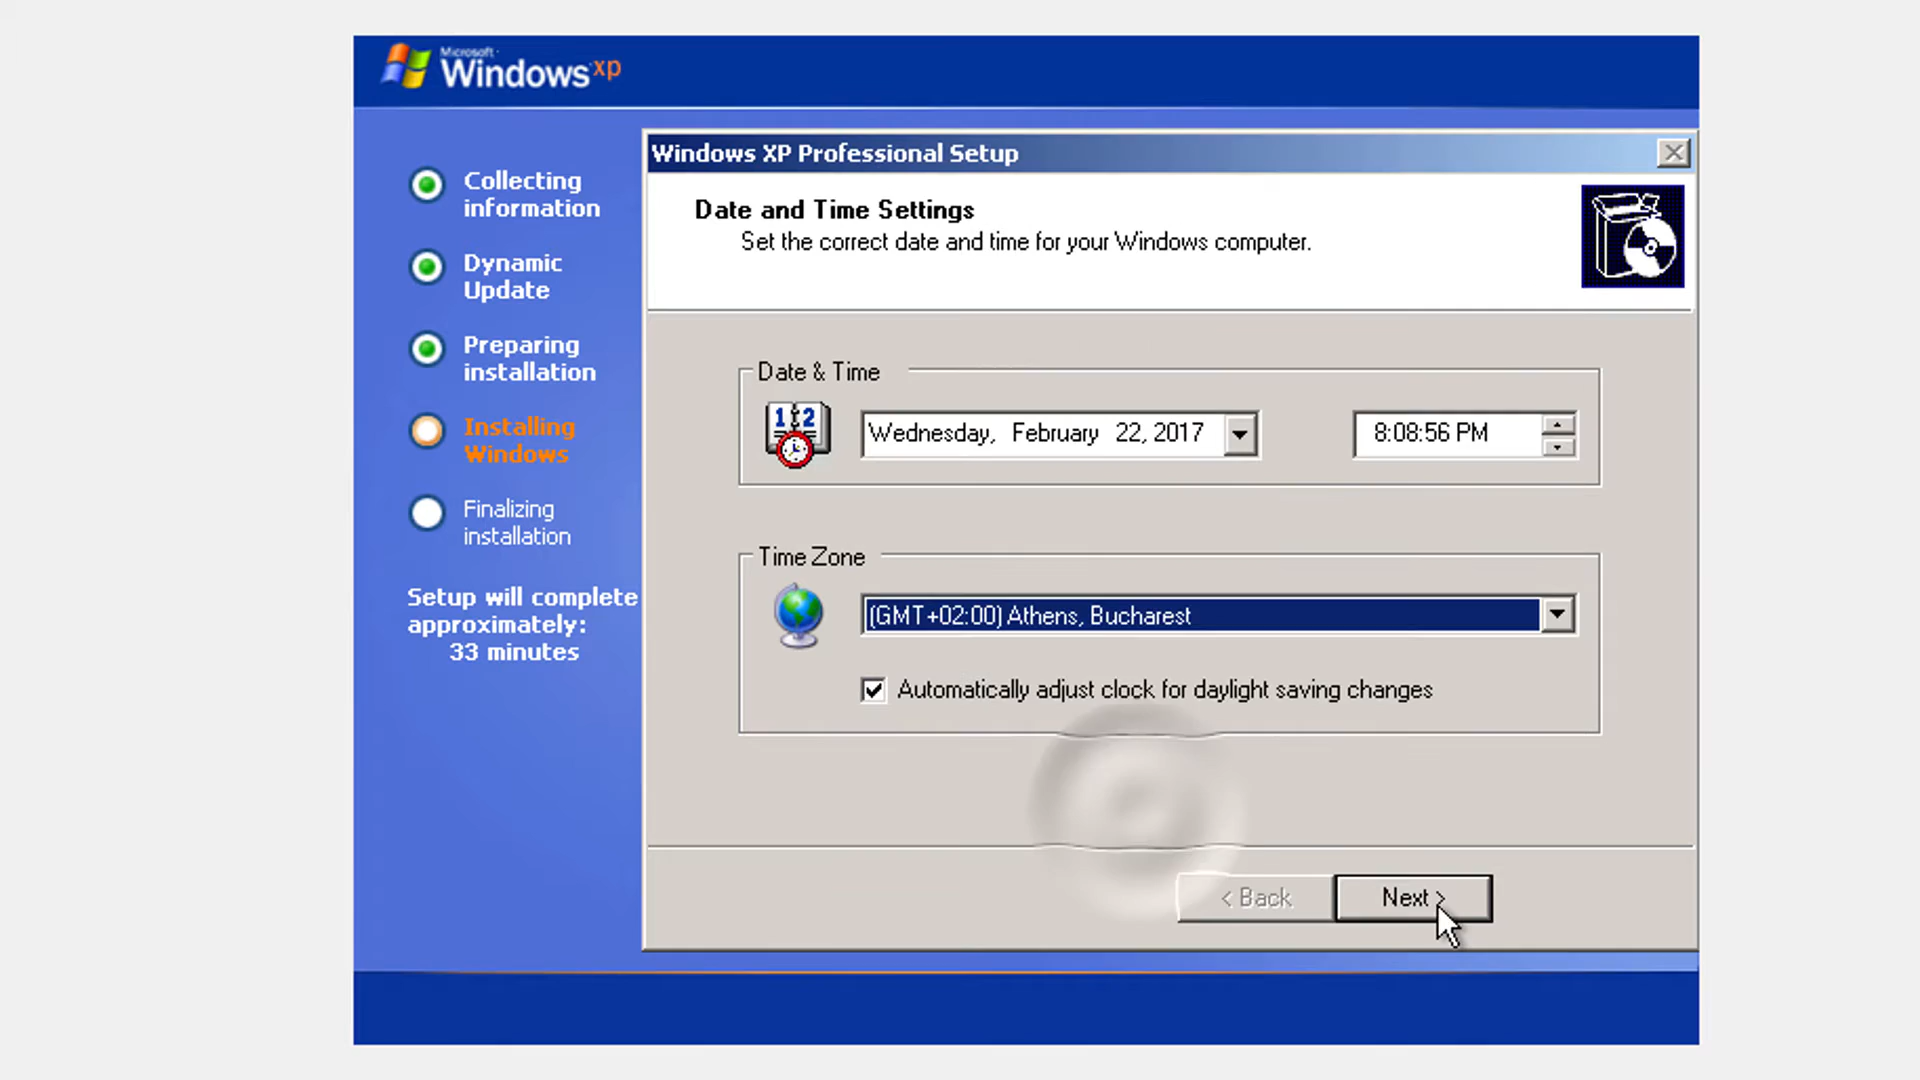 Microsoft
Windows xp
Collecting
information
Dynamic
Update
Preparing
installation
Installing
Windows
Finalizing
installation
Setup will complete
approximately:
33 minutes
Windows XP Professional Setup
Date and Time Settings
Set the correct date and time for your Windows computer.
Date & Time
12
Wednesday, February 22, 2017
8:08:56 PM
Time Zone
(GMT+02:00) Athens, Bucharest
Automatically adjust clock for daylight saving changes
< Back
Next >